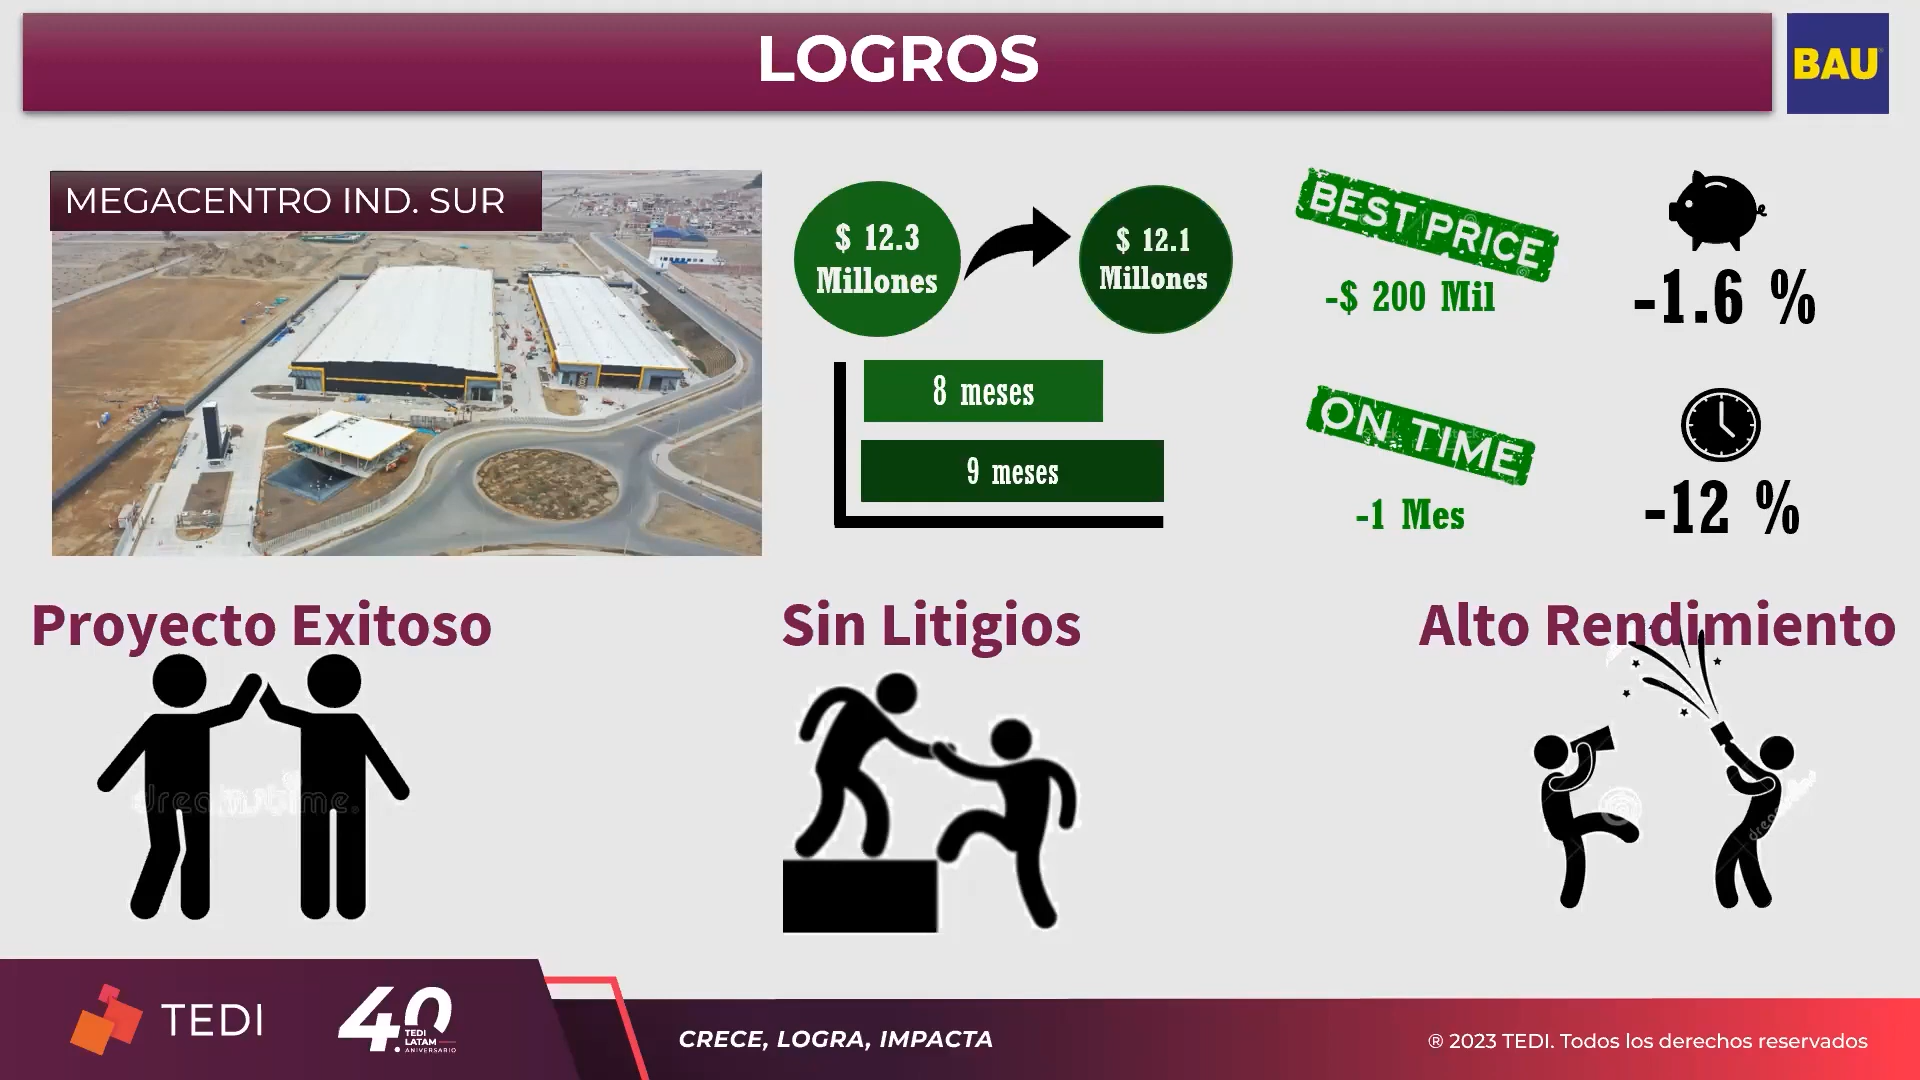 LOGROS
BAU
MEGACENTRO IND. SUR
$ 12.3
Millones
$ 12.1
Millones
BEST PRICE
-$ 200 Mil
-1.6 %
8 meses
9 meses
ON TIME
-1 Mes
-12 %
Proyecto Exitoso
Sin Litigios
Alto Rendimiento
TEDI
4.0
TEDI
LATAM
ANIVERSARIO
CRECE, LOGRA, IMPACTA
® 2023 TEDI. Todos los derechos reservados